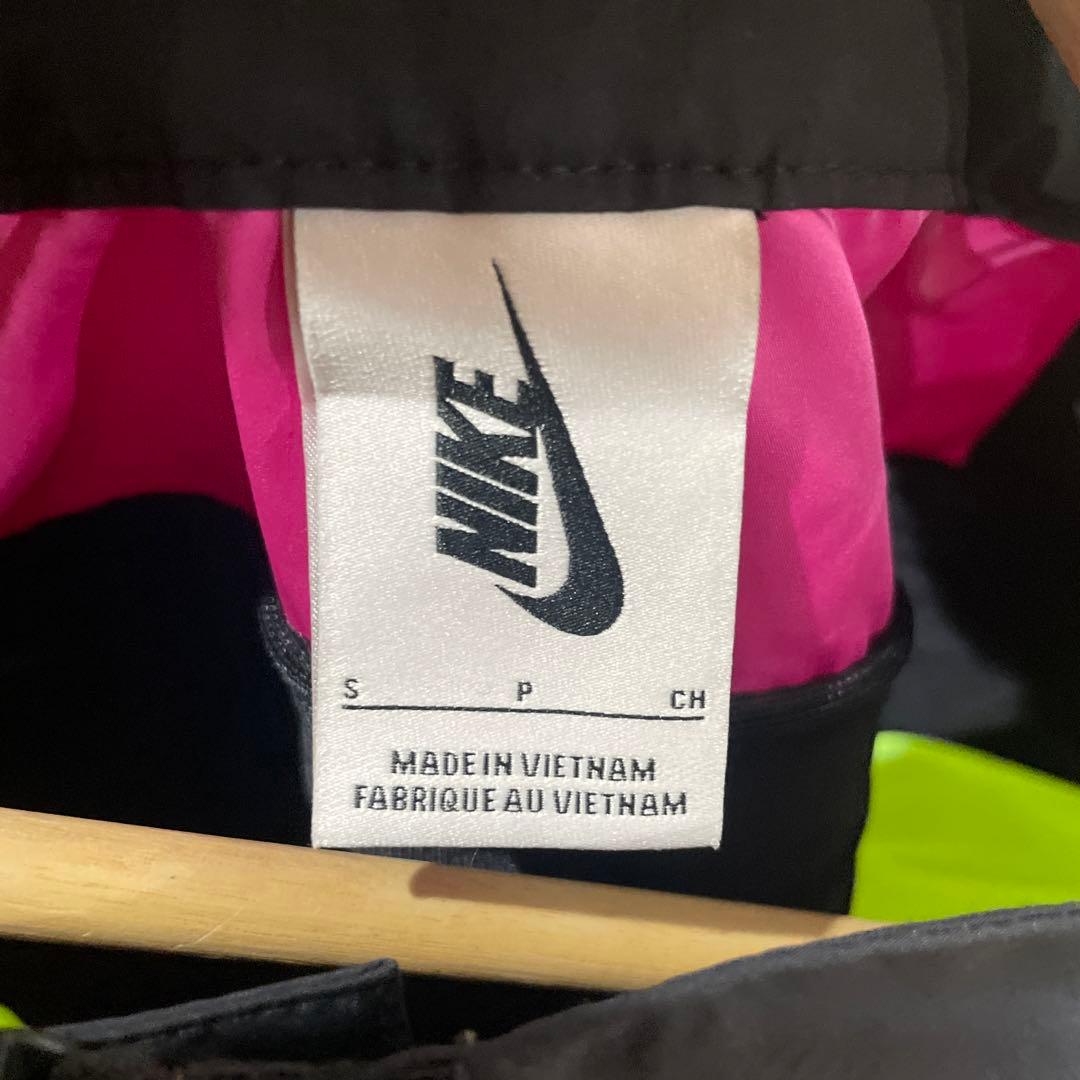 NIKE
S P CH
MADE IN VIETNAM
FABRIQUE AU VIETNAM